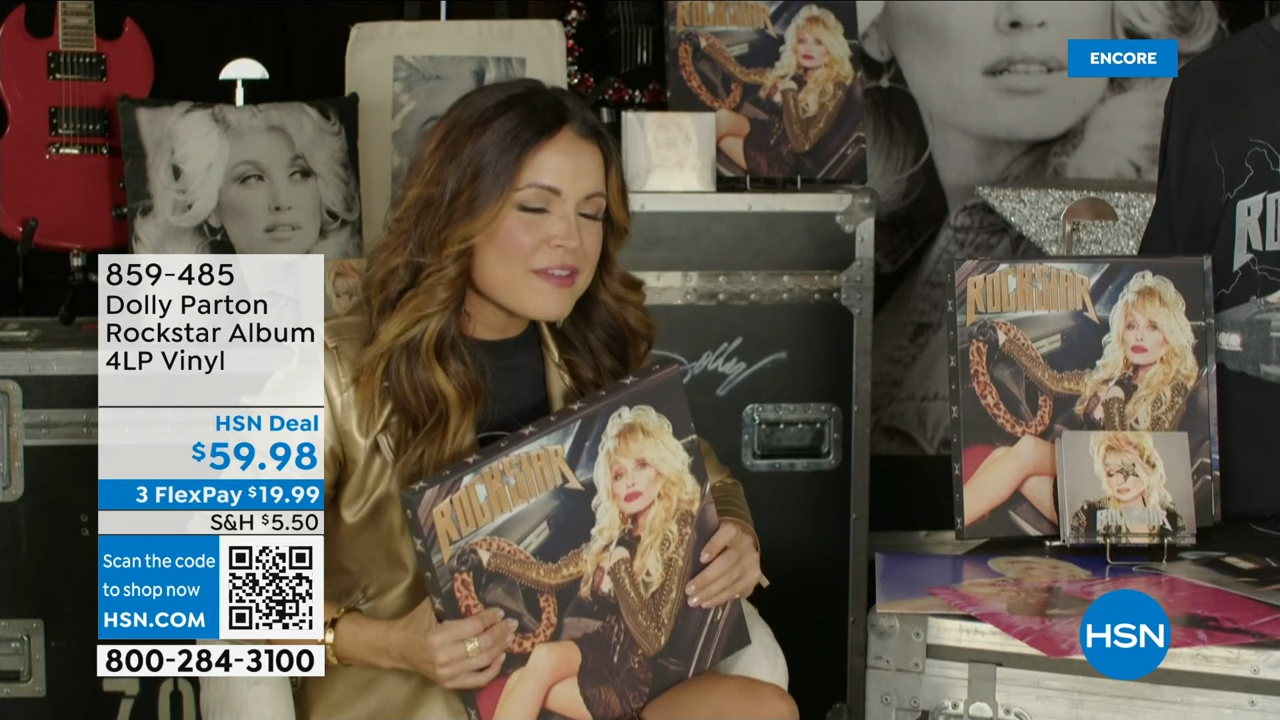 ENCORE
859-485
Dolly Parton
Rockstar Album
4LP Vinyl
HSN Deal
$59.98
3 FlexPay $19.99
S&H $5.50
Scan the code
to shop now
HSN.COM
800-284-3100
ROCKSTAR
ROCKSTAR
ROCKSTAR
Dolly
HSN